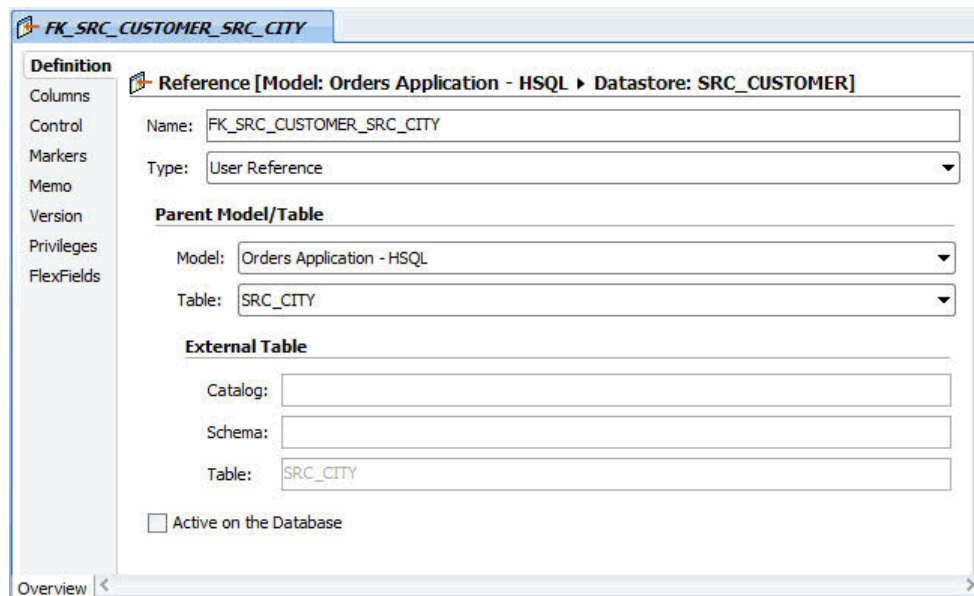 FK_SRC_CUSTOMER_SRC_CITY
Definition
Columns
Control
Markers
Memo
Version
Privileges
FlexFields
Reference [Model: Orders Application - HSQL ▸ Datastore: SRC_CUSTOMER]
Name: FK_SRC_CUSTOMER_SRC_CITY
Type: User Reference
Parent Model/Table
Model: Orders Application - HSQL
Table: SRC_CITY
External Table
Catalog:
Schema:
Table: SRC_CITY
Active on the Database
Overview